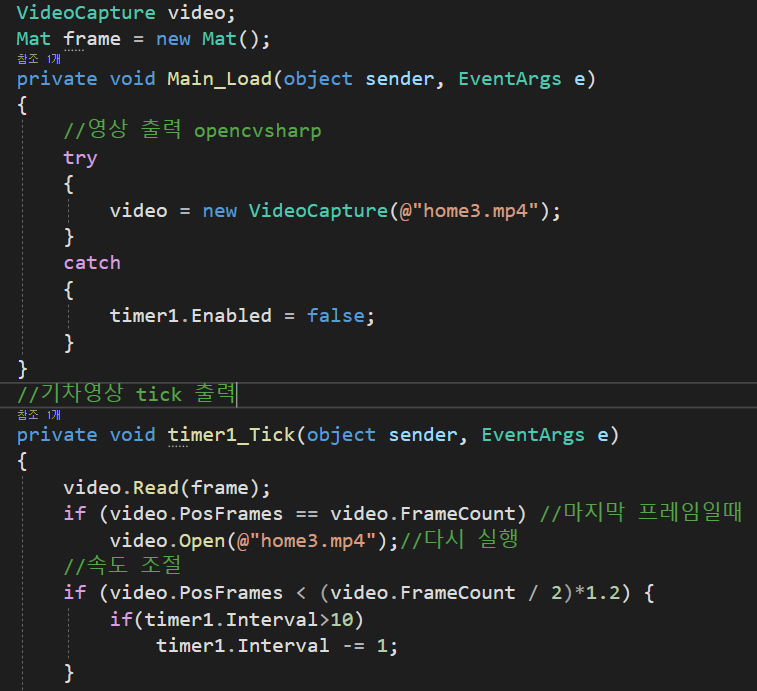 VideoCapture video;
Mat frame = new Mat();
참조 1개
private void Main_Load(object sender, EventArgs e)
{
//영상 출력 opencvsharp
try
{
video = new VideoCapture(@"home3.mp4");
}
catch
{
timer1.Enabled = false;
}
}
//기차영상 tick 출력
참조 1개
private void timer1_Tick(object sender, EventArgs e)
{
video.Read(frame);
if (video.PosFrames == video.FrameCount) //마지막 프레임일때
video.Open(@"home3.mp4");//다시 실행
//속도 조절
if (video.PosFrames < (video.FrameCount / 2)*1.2) {
if(timer1.Interval>10)
timer1.Interval -= 1;
}